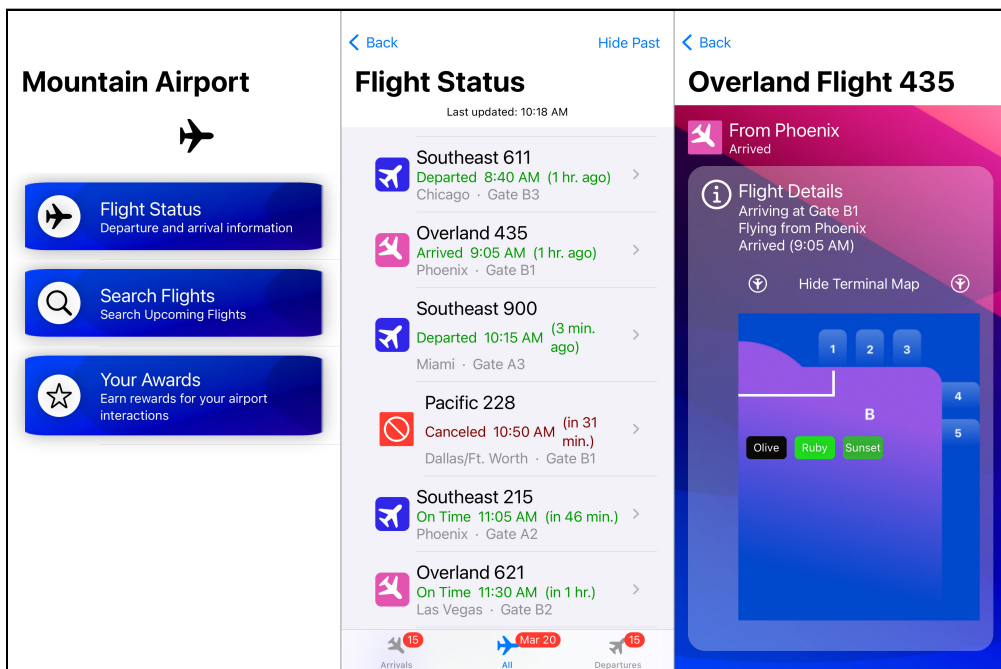 Mountain Airport
Flight Status
Departure and arrival information
Search Flights
Search Upcoming Flights
Your Awards
Earn rewards for your airport
interactions
Back
Hide Past
Flight Status
Last updated: 10:18 AM
Southeast 611
Departed 8:40 AM (1 hr. ago)
Chicago · Gate B3
Overland 435
Arrived 9:05 AM (1 hr. ago)
Phoenix · Gate B1
Southeast 900
Departed 10:15 AM (3 min.
ago)
Miami · Gate A3
Pacific 228
Canceled 10:50 AM (in 31
min.)
Dallas/Ft. Worth · Gate B1
Southeast 215
On Time 11:05 AM (in 46 min.)
Phoenix · Gate A2
Overland 621
On Time 11:30 AM (in 1 hr.)
Las Vegas · Gate B2
15
Mar 20
15
Arrivals
All
Departures
Back
Overland Flight 435
From Phoenix
Arrived
Flight Details
Arriving at Gate B1
Flying from Phoenix
Arrived (9:05 AM)
Hide Terminal Map
1 2 3
4
B
5
Olive Ruby Sunset